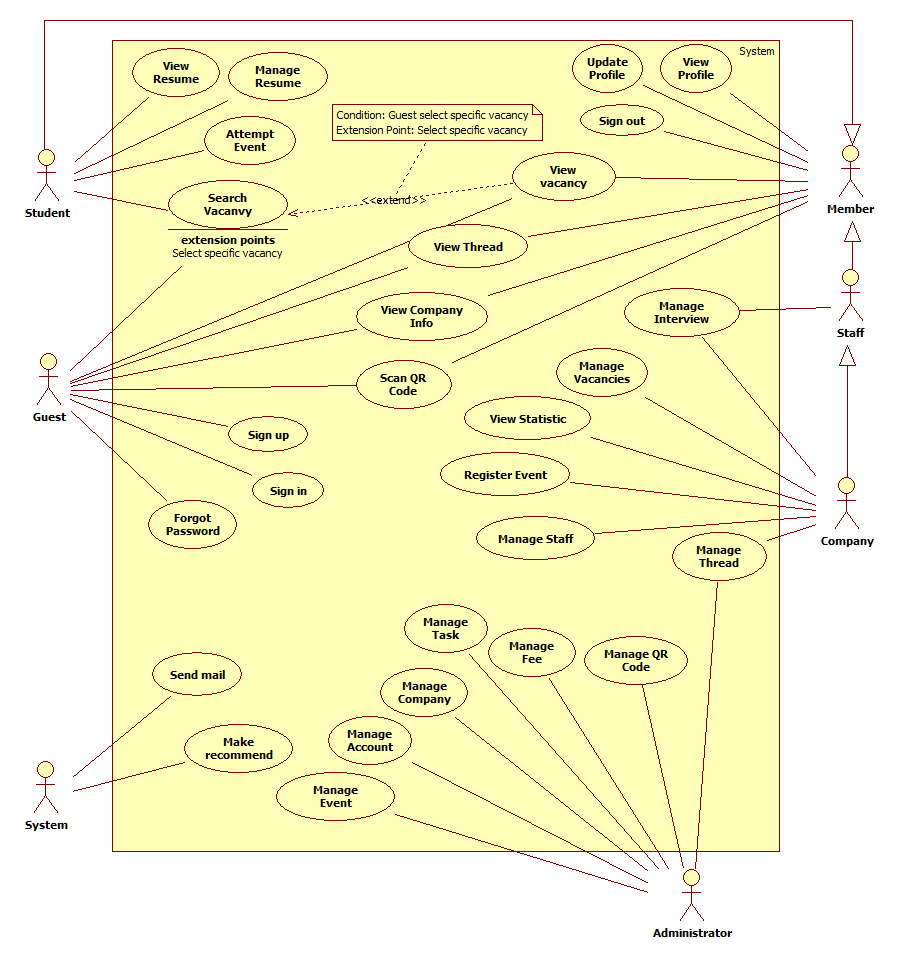 System
View
Resume
Manage
Resume
Update
Profile
View
Profile
Condition: Guest select specific vacancy
Extension Point: Select specific vacancy
Sign out
Attempt
Event
View
vacancy
Student
Search
Vacanvy
<<extend>>
Member
extension points
Select specific vacancy
View Thread
View Company
Info
Manage
Interview
Staff
Scan QR
Code
Manage
Vacancies
Guest
View Statistic
Sign up
Register Event
Sign in
Forgot
Password
Manage Staff
Company
Manage
Thread
Manage
Task
Manage
Fee
Manage QR
Code
Send mail
Manage
Company
Make
recommend
Manage
Account
Manage
Event
System
Administrator